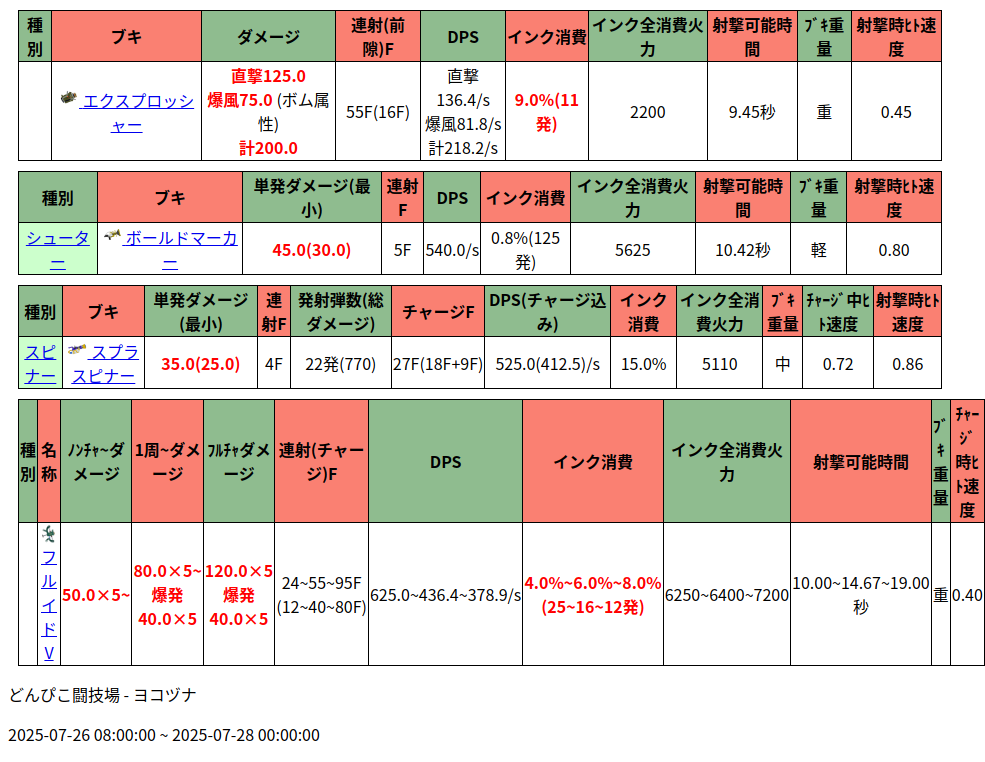 種別 ブキ ダメージ 連射(前隙)F DPS インク消費 インク全消費火力 射撃可能時間 ﾌﾞｷ重量 射撃時ﾋﾄ速度
エクスプロッシャー 直撃125.0 爆風75.0 (ボム属性) 計200.0 55F(16F) 直撃136.4/s 爆風81.8/s 計218.2/s 9.0%(11発) 2200 9.45秒 重 0.45
種別 ブキ 単発ダメージ(最小) 連射F DPS インク消費 インク全消費火力 射撃可能時間 ﾌﾞｷ重量 射撃時ﾋﾄ速度
シューター ボールドマーカー 45.0(30.0) 5F 540.0/s 0.8%(125発) 5625 10.42秒 軽 0.80
種別 ブキ 単発ダメージ(最小) 連射F 発射弾数(総ダメージ) チャージF DPS(チャージ込み) インク消費 インク全消費火力 ﾌﾞｷ重量 ﾁｬｰｼﾞ中ﾋﾄ速度 射撃時ﾋﾄ速度
スピナー スプラスピナー 35.0(25.0) 4F 22発(770) 27F(18F+9F) 525.0(412.5)/s 15.0% 5110 中 0.72 0.86
種別 名称 ﾉﾝﾁｬ~ダメージ 1周~ダメージ ﾌﾙﾁｬダメージ 連射(チャージ)F DPS インク消費 インク全消費火力 射撃可能時間 ﾌﾞｷ重量 ﾁｬｰｼﾞ時ﾋﾄ速度
フルイドV 50.0×5~ 80.0×5~ 爆発40.0×5 120.0×5 爆発40.0×5 24~55~95F (12~40~80F) 625.0~436.4~378.9/s 4.0%~6.0%~8.0% (25~16~12発) 6250~6400~7200 10.00~14.67~19.00秒 重 0.40
どんぴこ闘技場 - ヨコヅナ
2025-07-26 08:00:00 ~ 2025-07-28 00:00:00